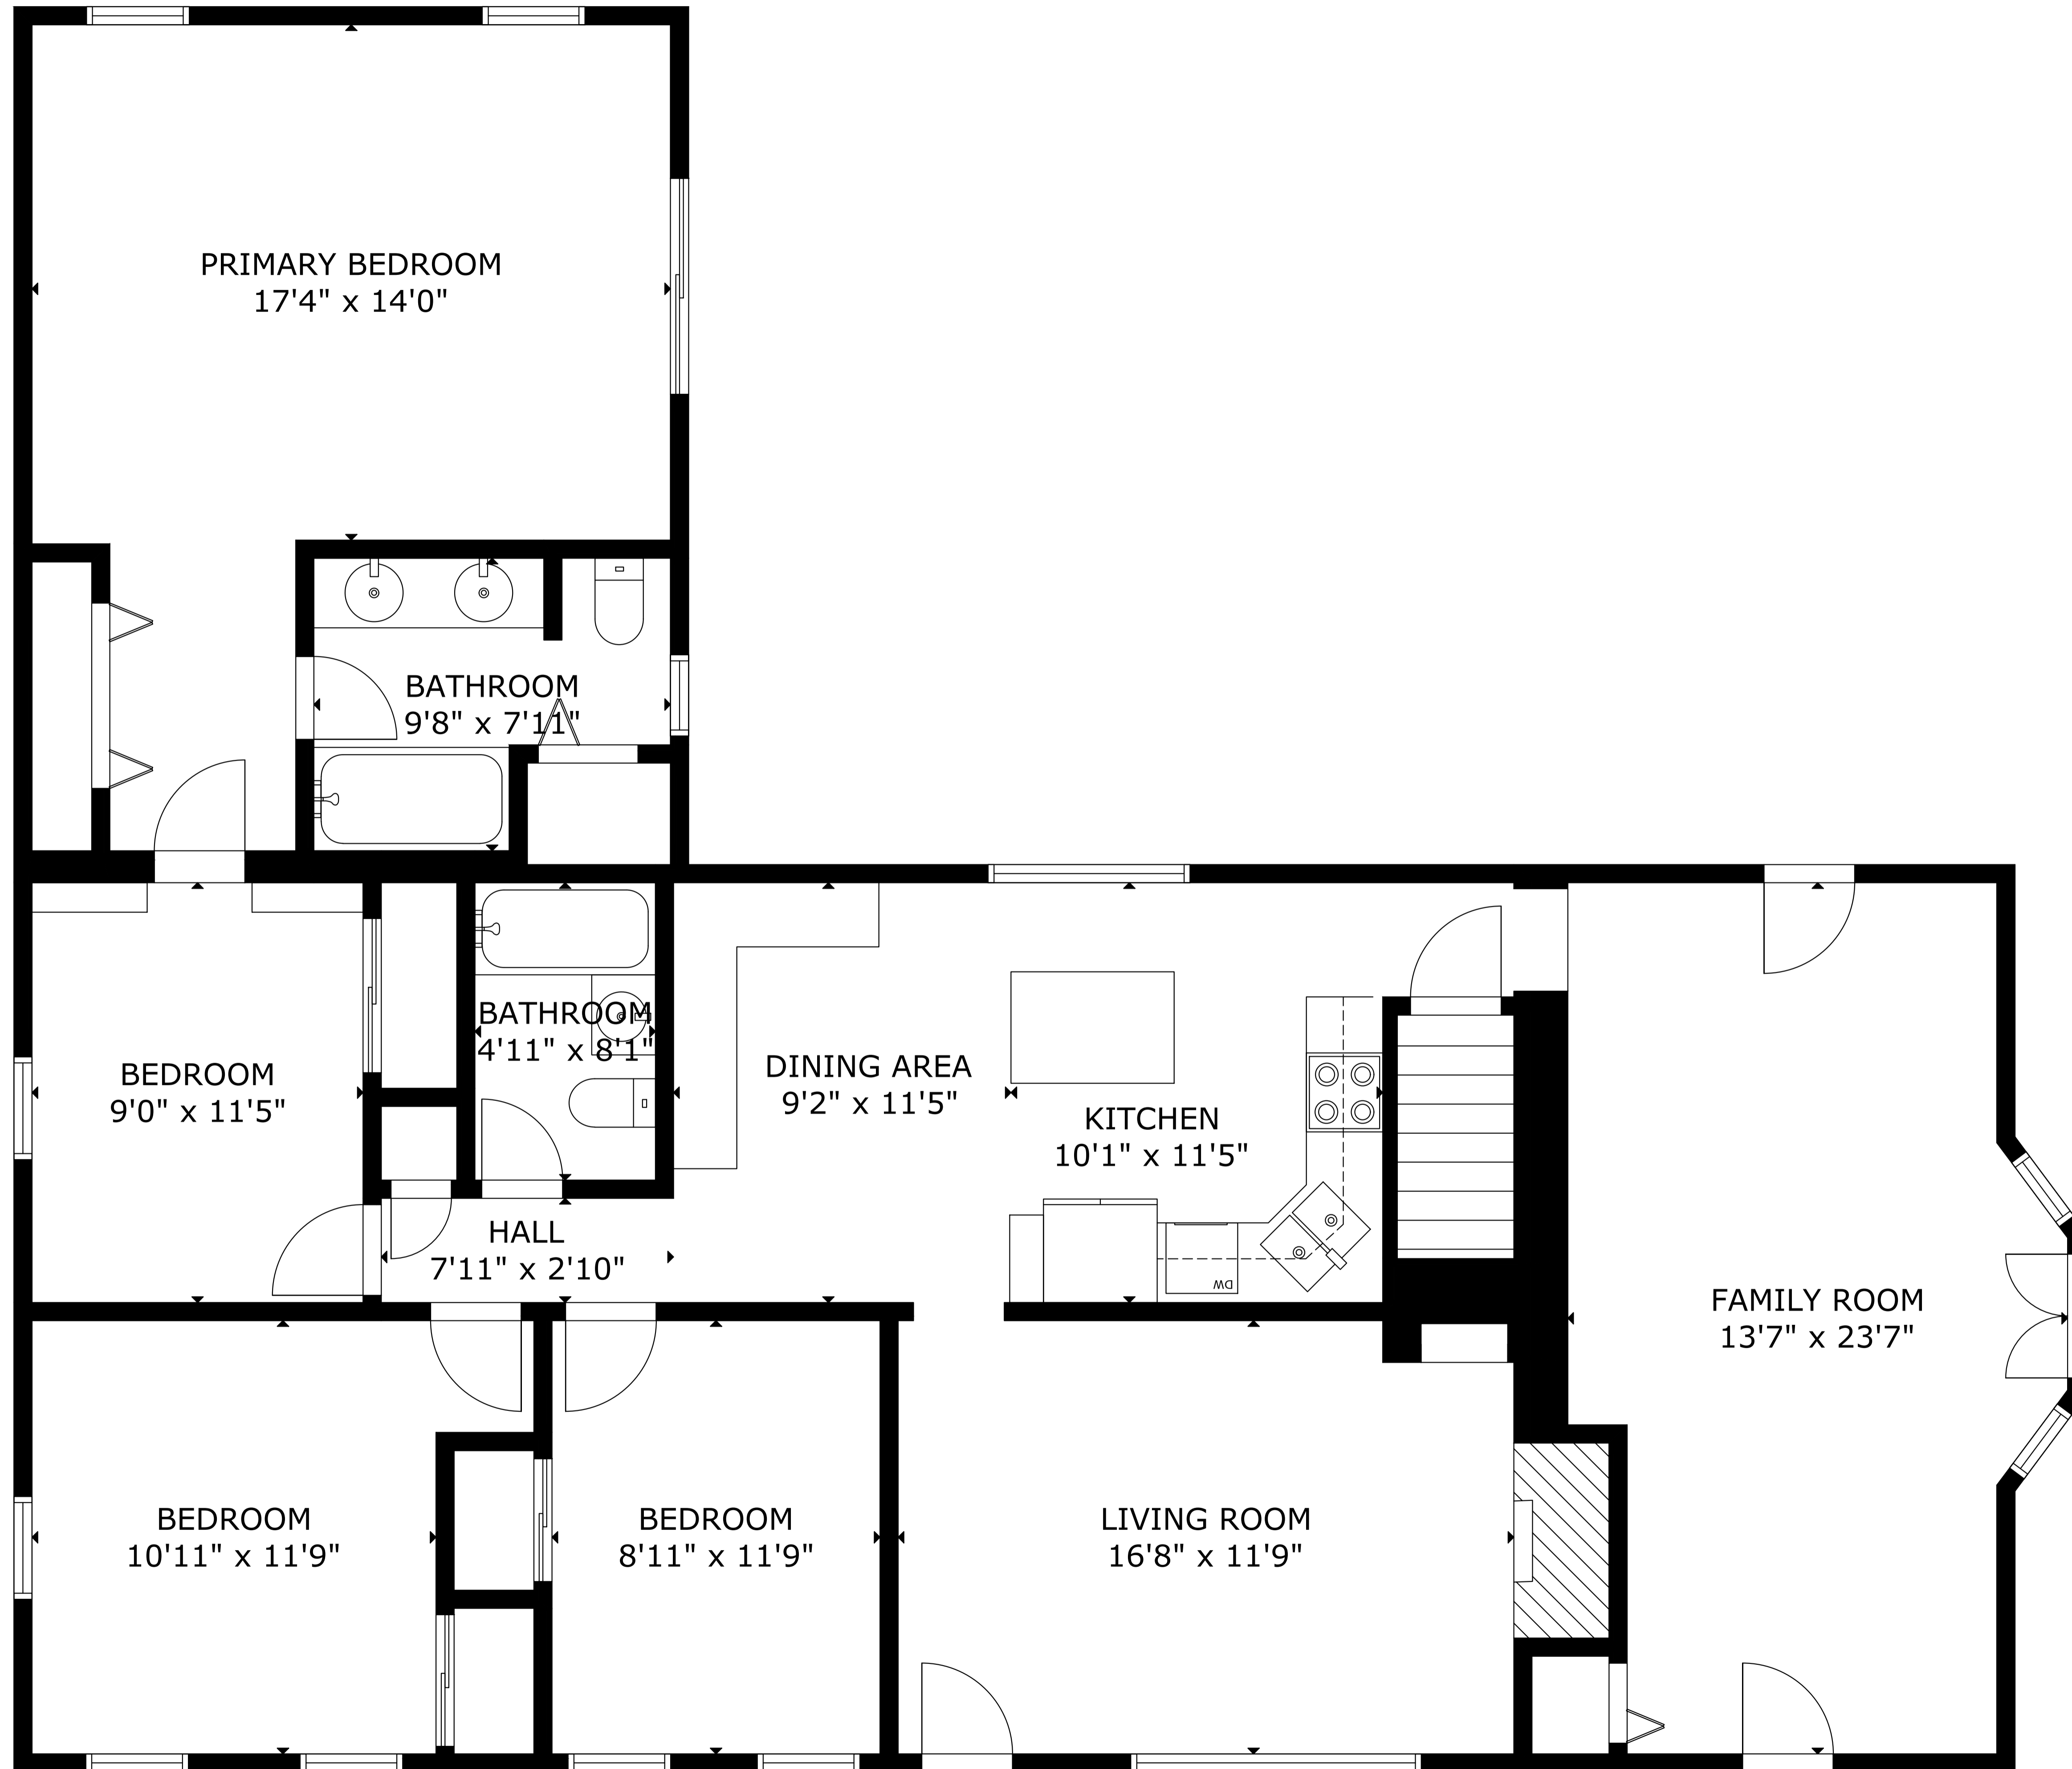 PRIMARY BEDROOM
17'4" x 14'0"
BATHROOM
9'8" x 7'11"
BATHROOM
4'11" x 8'1"
BEDROOM
9'0" x 11'5"
DINING AREA
9'2" x 11'5"
KITCHEN
10'1" x 11'5"
HALL
7'11" x 2'10"
DW
FAMILY ROOM
13'7" x 23'7"
BEDROOM
10'11" x 11'9"
BEDROOM
8'11" x 11'9"
LIVING ROOM
16'8" x 11'9"